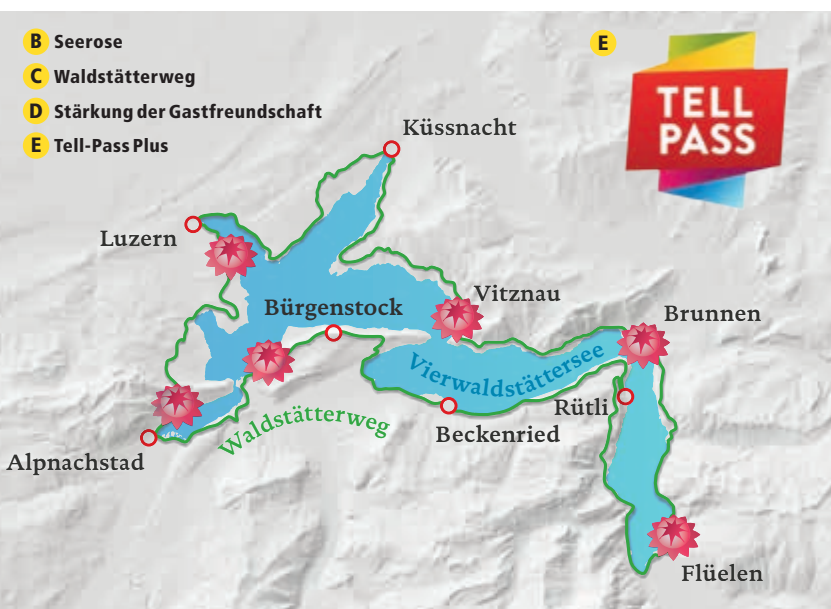 B Seerose
C Waldstätterweg
D Stärkung der Gastfreundschaft
E Tell-Pass Plus
E
TELL
PASS
Küssnacht
Luzern
Vitznau
Bürgenstock
Brunnen
Vierwaldstättersee
Rütli
Waldstätterweg
Beckenried
Alpnachstad
Flüelen